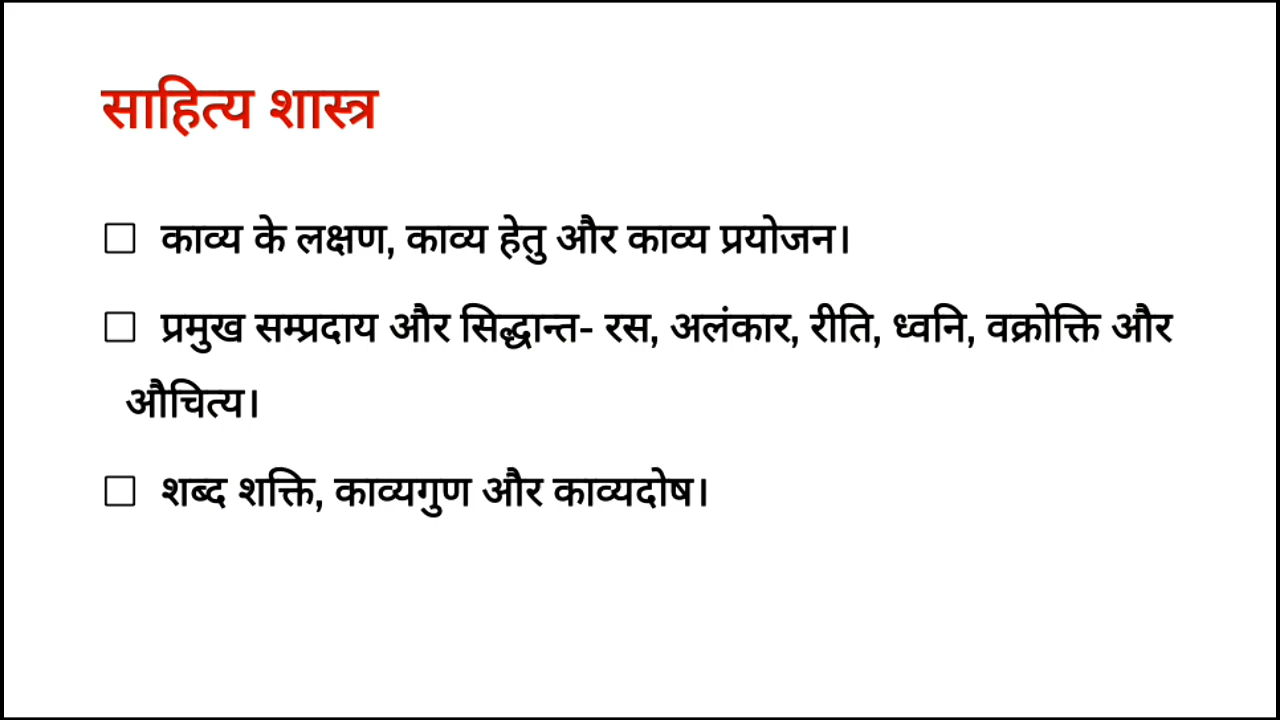 साहित्य शास्त्र
☐ काव्य के लक्षण, काव्य हेतु और काव्य प्रयोजन।
☐ प्रमुख सम्प्रदाय और सिद्धान्त- रस, अलंकार, रीति, ध्वनि, वक्रोक्ति और
औचित्य।
☐ शब्द शक्ति, काव्यगुण और काव्यदोष।